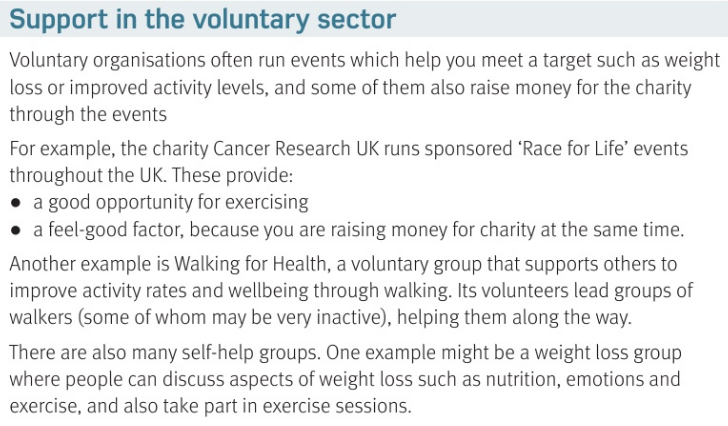 Support in the voluntary sector
Voluntary organisations often run events which help you meet a target such as weight
loss or improved activity levels, and some of them also raise money for the charity
through the events
For example, the charity Cancer Research UK runs sponsored ‘Race for Life’ events
throughout the UK. These provide:
● a good opportunity for exercising
● a feel-good factor, because you are raising money for charity at the same time.
Another example is Walking for Health, a voluntary group that supports others to
improve activity rates and wellbeing through walking. Its volunteers lead groups of
walkers (some of whom may be very inactive), helping them along the way.
There are also many self-help groups. One example might be a weight loss group
where people can discuss aspects of weight loss such as nutrition, emotions and
exercise, and also take part in exercise sessions.